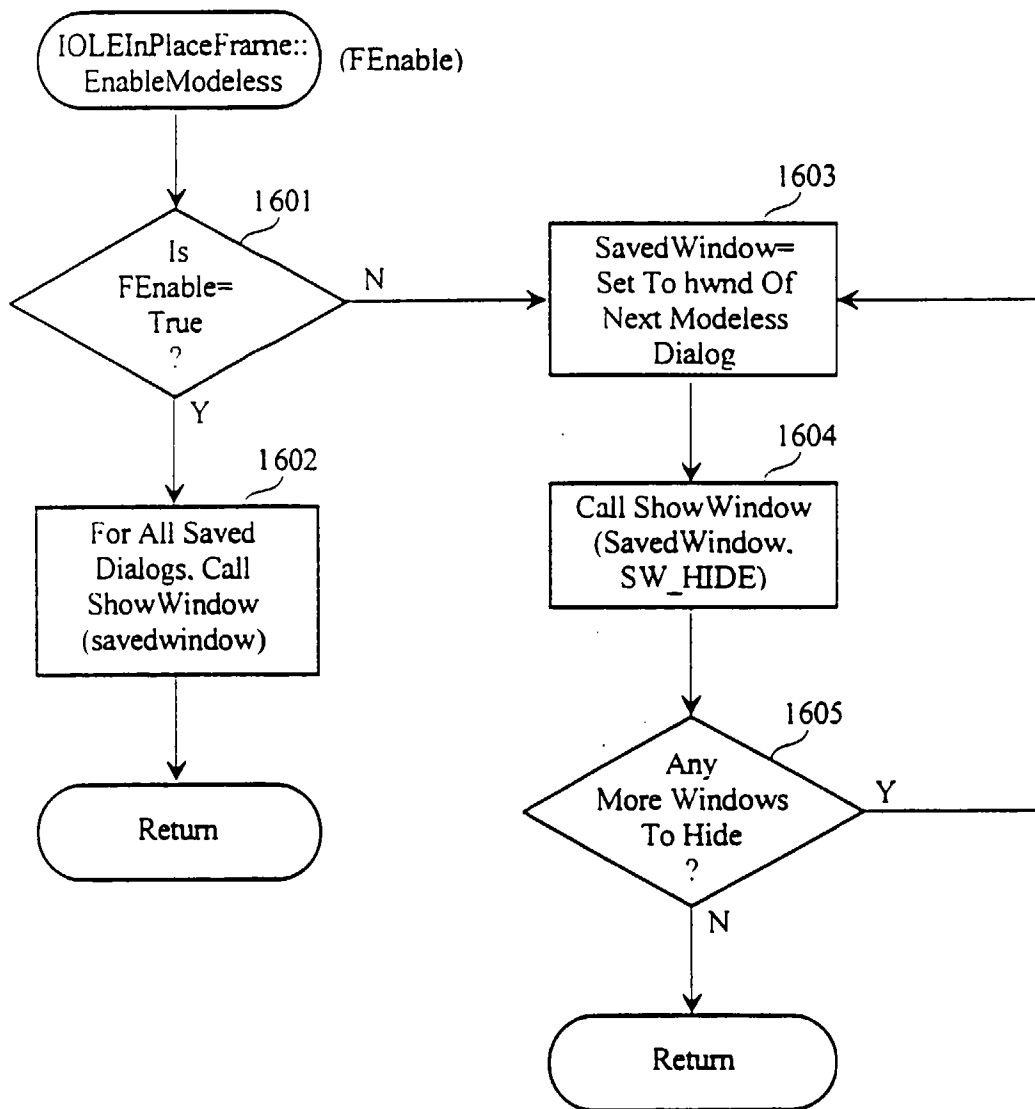 IOLEInPlaceFrame::
EnableModeless
(FEnable)
1601
Is
FEnable=
True
?
N
Y
1602
For All Saved
Dialogs. Call
ShowWindow
(savedwindow)
Return
1603
SavedWindow=
Set To hwnd Of
Next Modeless
Dialog
1604
Call ShowWindow
(SavedWindow.
SW_HIDE)
1605
Any
More Windows
To Hide
?
Y
N
Return